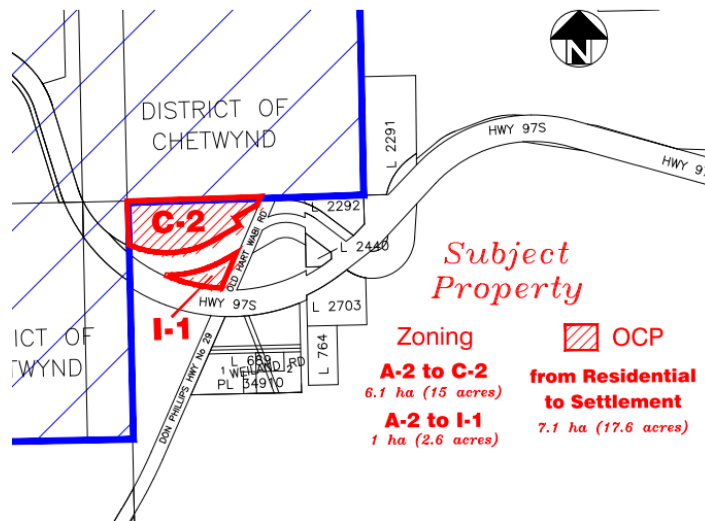 N
DISTRICT OF
CHETWYND
HWY 97S
HWY 97
L 2291
L 2292
C-2
OLD HART WABI RD
L 2440
Subject
Property
HWY 97S
L 2703
I-1
ICT OF
TWYND
Zoning
OCP
A-2 to C-2
6.1 ha (15 acres)
A-2 to I-1
1 ha (2.6 acres)
from Residential
to Settlement
7.1 ha (17.6 acres)
L 764
L 689
1 WEILAND RD 2
PL 34910
DON PHILLIPS HWY No 29